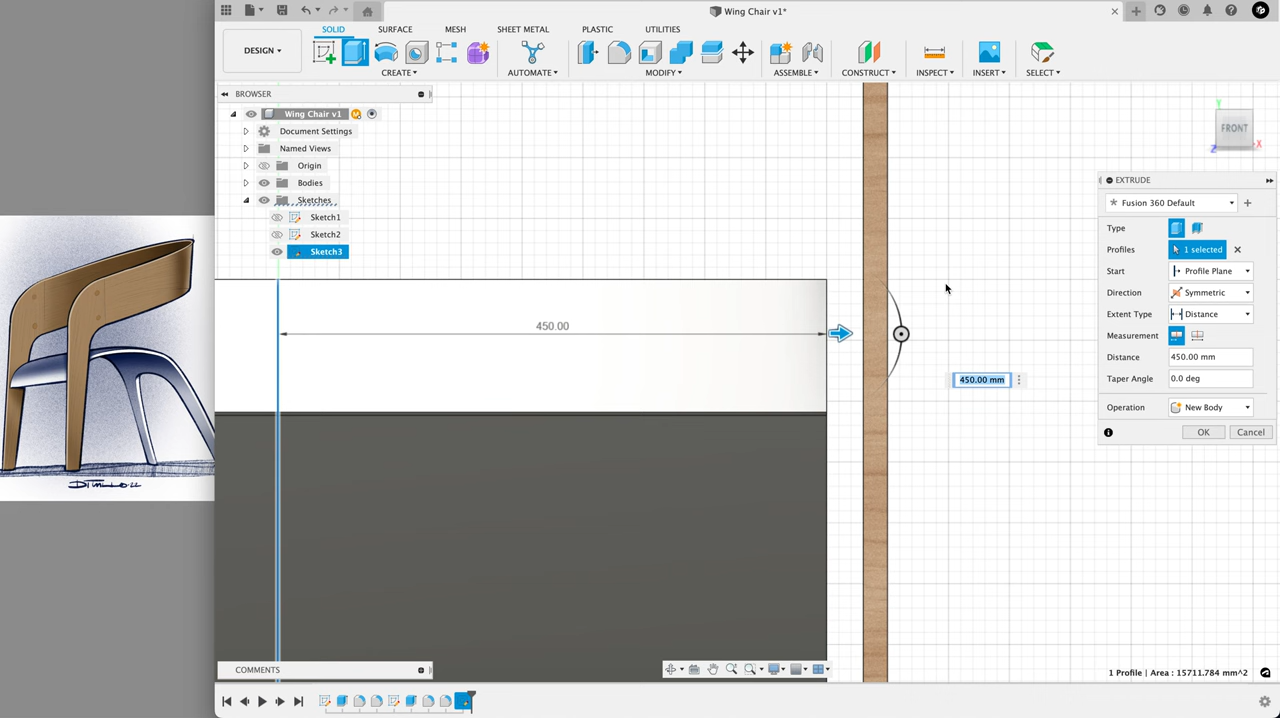 Wing Chair v1*
DESIGN
SOLID SURFACE MESH SHEET METAL PLASTIC UTILITIES
CREATE AUTOMATE MODIFY ASSEMBLE CONSTRUCT INSPECT INSERT SELECT
BROWSER
Wing Chair v1
Document Settings
Named Views
Origin
Bodies
Sketches
Sketch1
Sketch2
Sketch3
450.00
Y
FRONT
Z
X
EXTRUDE
Fusion 360 Default
Type
Profiles 1 selected
Start Profile Plane
Direction Symmetric
Extent Type Distance
Measurement
Distance 450.00 mm
Taper Angle 0.0 deg
Operation New Body
OK Cancel
450.00 mm
COMMENTS
1 Profile | Area : 15711.784 mm^2